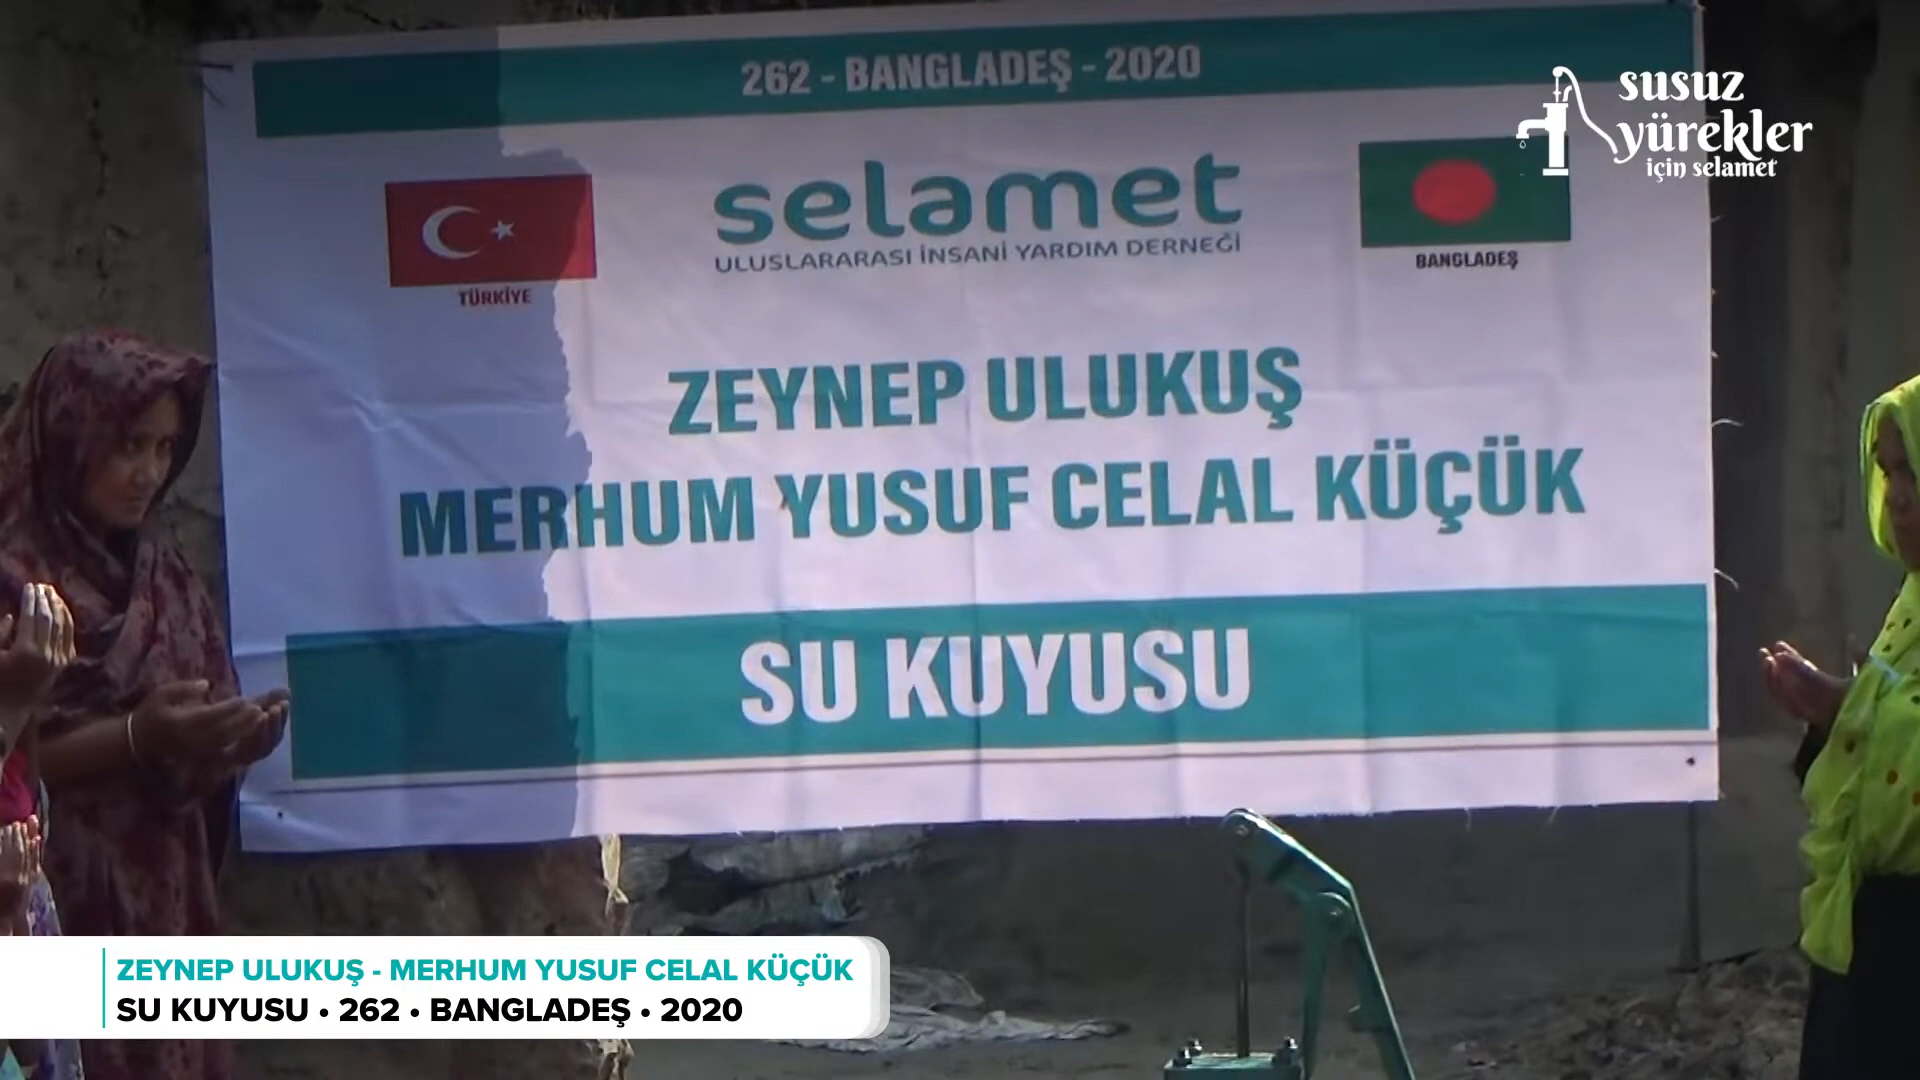 262 - BANGLADEŞ - 2020
susuz
yürekler
için selamet
selamet
ULUSLARARASI İNSANİ YARDIM DERNEĞİ
TÜRKİYE
BANGLADEŞ
ZEYNEP ULUKUŞ
MERHUM YUSUF CELAL KÜÇÜK
SU KUYUSU
ZEYNEP ULUKUŞ - MERHUM YUSUF CELAL KÜÇÜK
SU KUYUSU • 262 • BANGLADEŞ • 2020